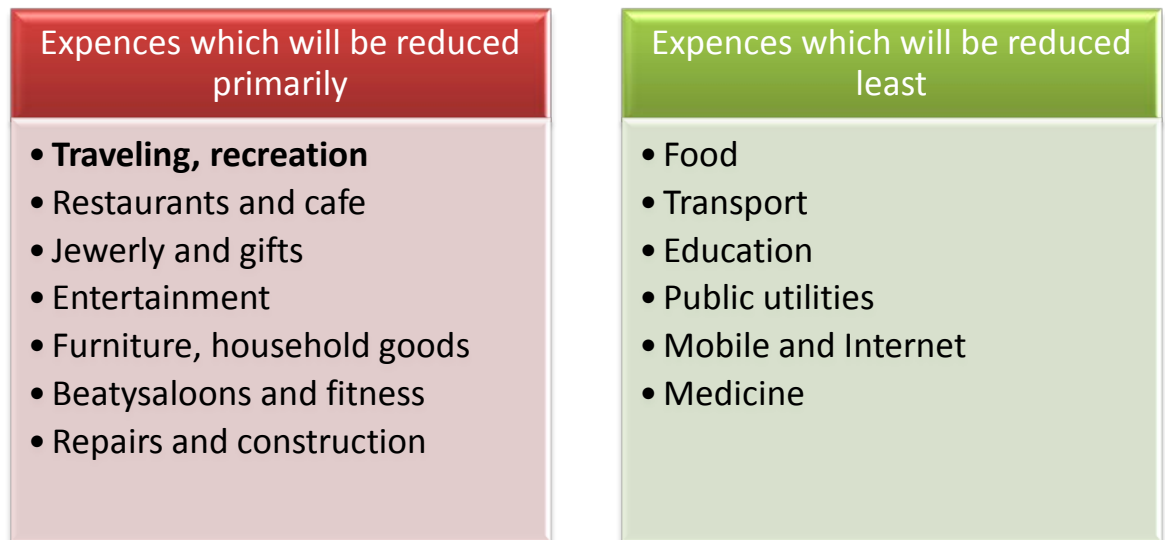 Expences which will be reduced
primarily
• Traveling, recreation
• Restaurants and cafe
• Jewerly and gifts
• Entertainment
• Furniture, household goods
• Beatysaloons and fitness
• Repairs and construction
Expences which will be reduced
least
• Food
• Transport
• Education
• Public utilities
• Mobile and Internet
• Medicine